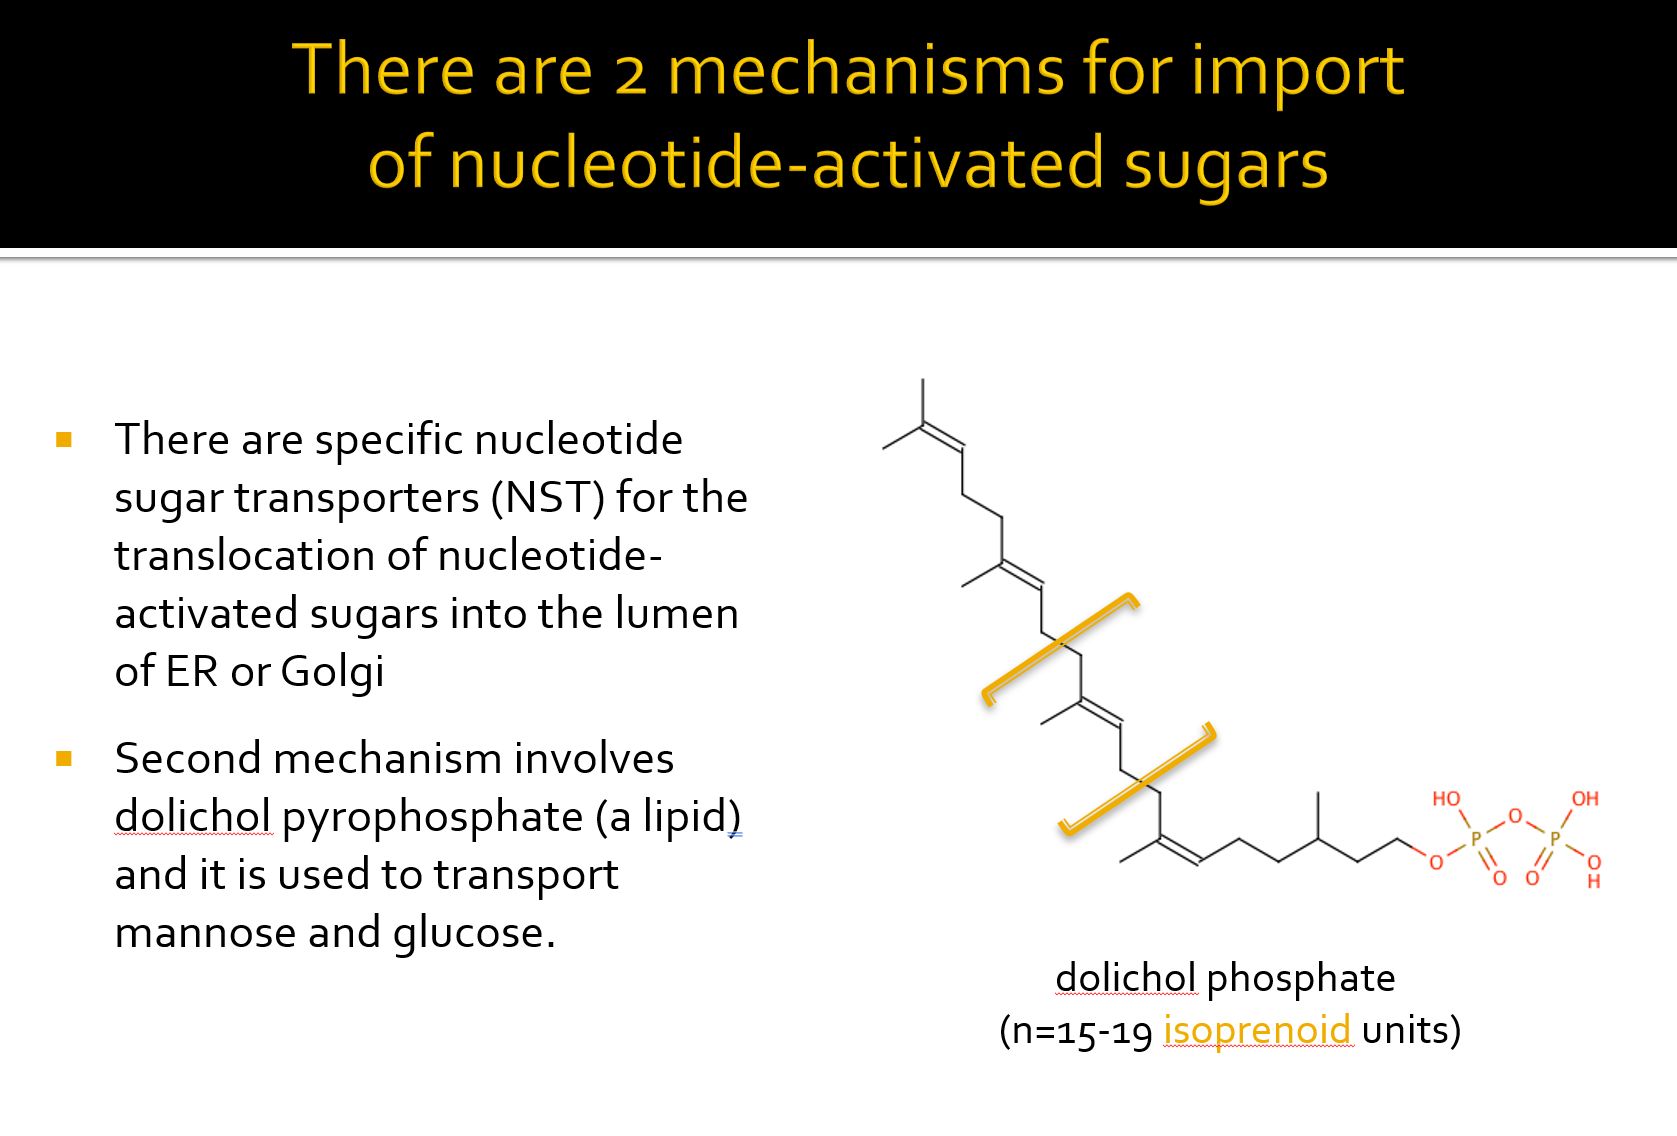 There are 2 mechanisms for import
of nucleotide-activated sugars
There are specific nucleotide
sugar transporters (NST) for the
translocation of nucleotide-
activated sugars into the lumen
of ER or Golgi
Second mechanism involves
dolichol pyrophosphate (a lipid)
and it is used to transport
mannose and glucose.
HO
OH
O
P
P
O
O
O
O
H
dolichol phosphate
(n=15-19 isoprenoid units)